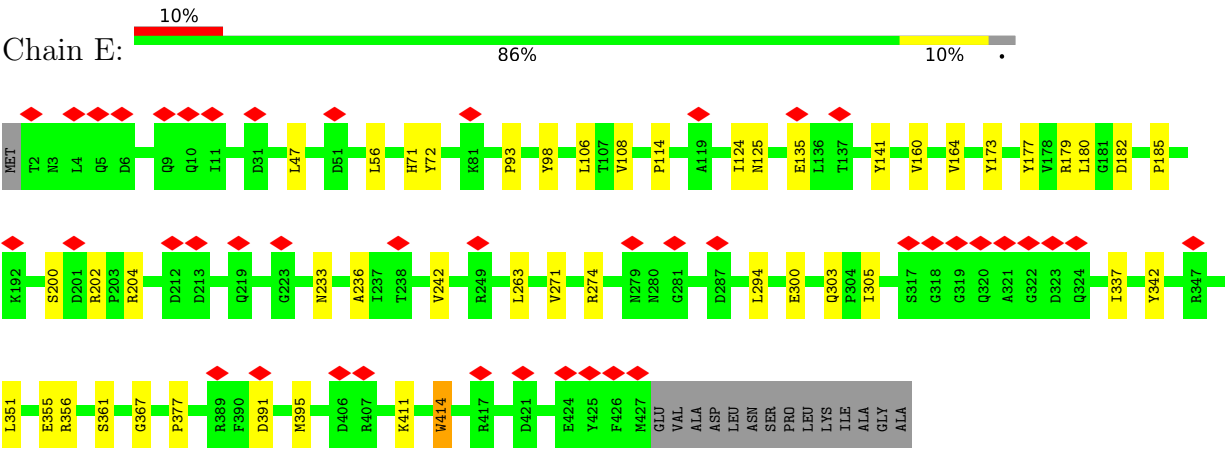 10%
Chain E:
86% 10% •
MET T2 N3 L4 Q5 D6 Q9 Q10 I11 D31 L47 D51 L56 H71 Y72 K81 P93 Y98 L106 T107 V108 P114 A119 I124 N125 E135 L136 T137 Y141 V160 V164 Y173 Y177 V178 R179 L180 G181 D182 P185
K192 S200 D201 R202 P203 R204 D212 D213 Q219 G223 N233 A236 I237 T238 V242 R249 L263 V271 R274 N279 N280 G281 D287 L294 E300 Q303 P304 I305 S317 G318 G319 Q320 A321 G322 D323 Q324 I337 Y342 R347
L351 E355 R356 S361 G367 P377 R389 F390 D391 M395 D406 R407 K411 W414 R417 D421 E424 Y425 F426 M427 GLU VAL ALA ASP LEU ASN SER PRO LEU LYS ILE ALA GLY ALA